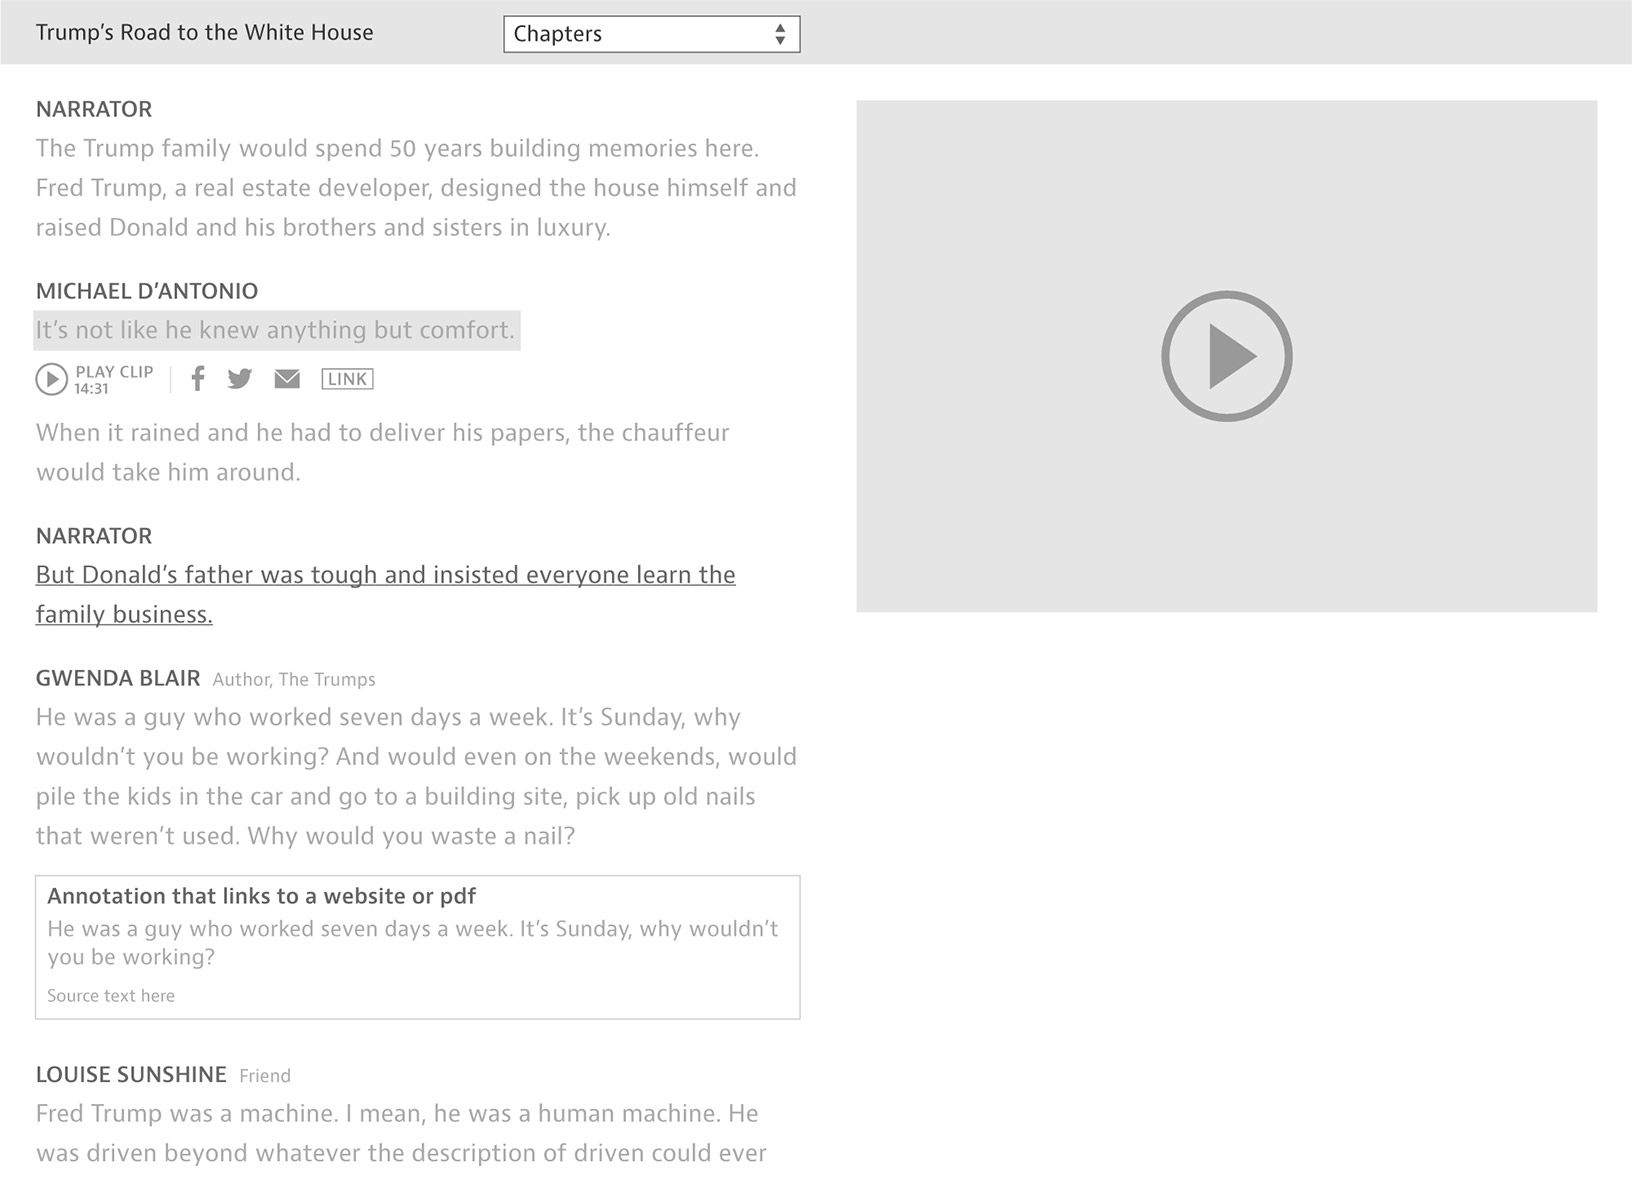 Trump’s Road to the White House
Chapters
NARRATOR
The Trump family would spend 50 years building memories here.
Fred Trump, a real estate developer, designed the house himself and
raised Donald and his brothers and sisters in luxury.
MICHAEL D’ANTONIO
It’s not like he knew anything but comfort.
PLAY CLIP
14:31
LINK
When it rained and he had to deliver his papers, the chauffeur
would take him around.
NARRATOR
But Donald’s father was tough and insisted everyone learn the
family business.
GWENDA BLAIR Author, The Trumps
He was a guy who worked seven days a week. It’s Sunday, why
wouldn’t you be working? And would even on the weekends, would
pile the kids in the car and go to a building site, pick up old nails
that weren’t used. Why would you waste a nail?
Annotation that links to a website or pdf
He was a guy who worked seven days a week. It’s Sunday, why wouldn’t
you be working?
Source text here
LOUISE SUNSHINE Friend
Fred Trump was a machine. I mean, he was a human machine. He
was driven beyond whatever the description of driven could ever